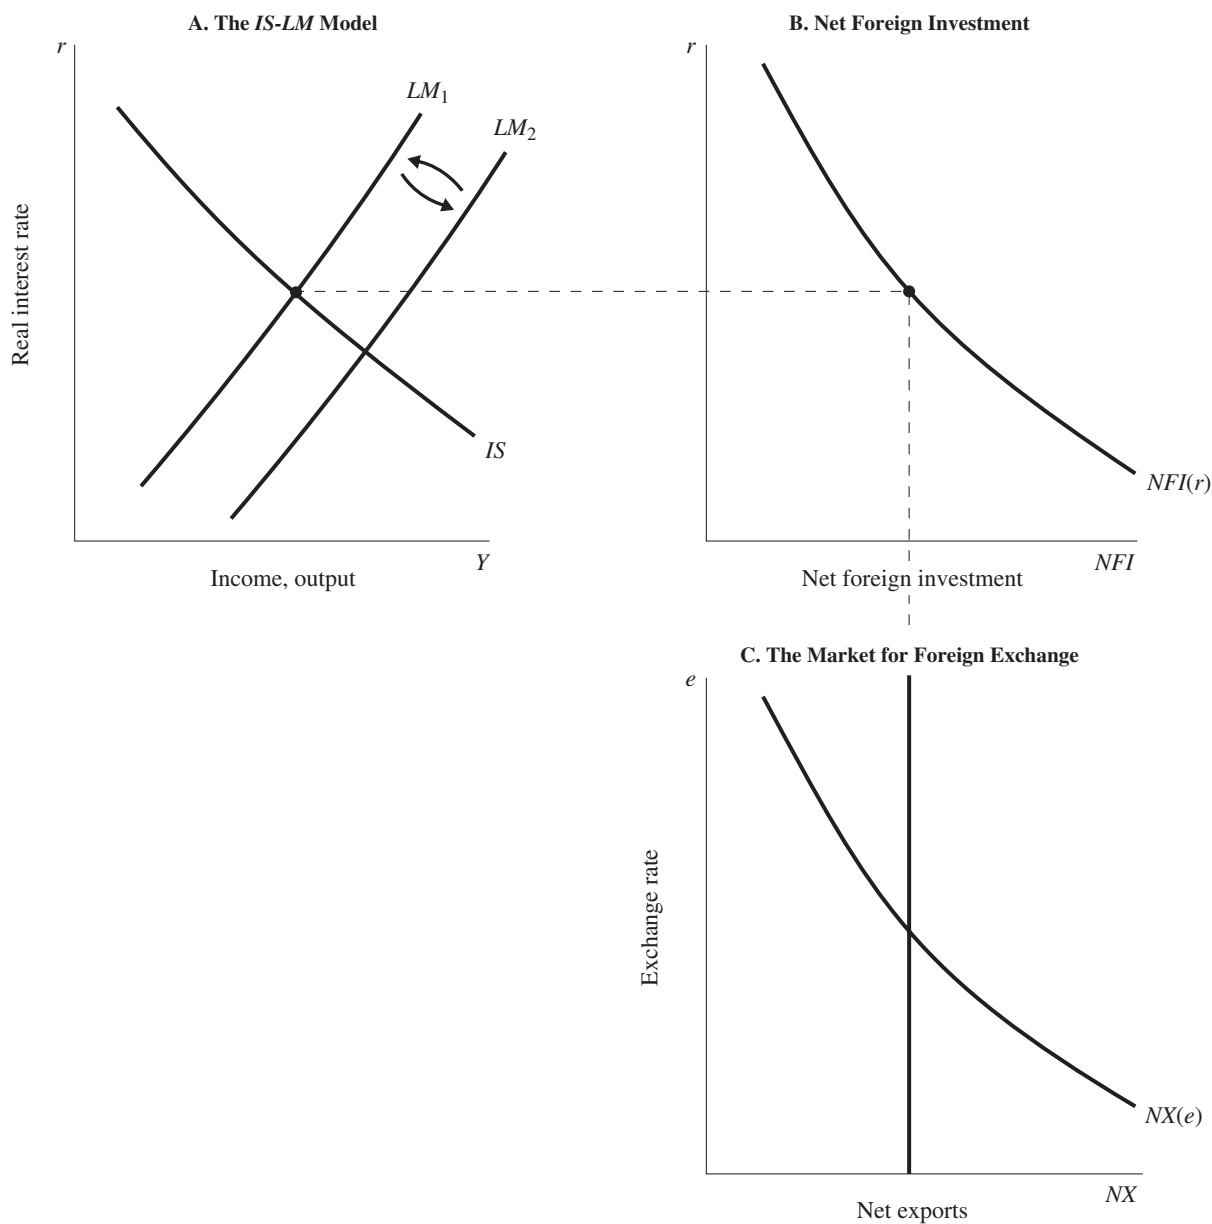 A. The IS-LM Model
r
LM1
LM2
Real interest rate
IS
Y
Income, output
B. Net Foreign Investment
r
NFI(r)
NFI
Net foreign investment
C. The Market for Foreign Exchange
e
Exchange rate
NX(e)
NX
Net exports